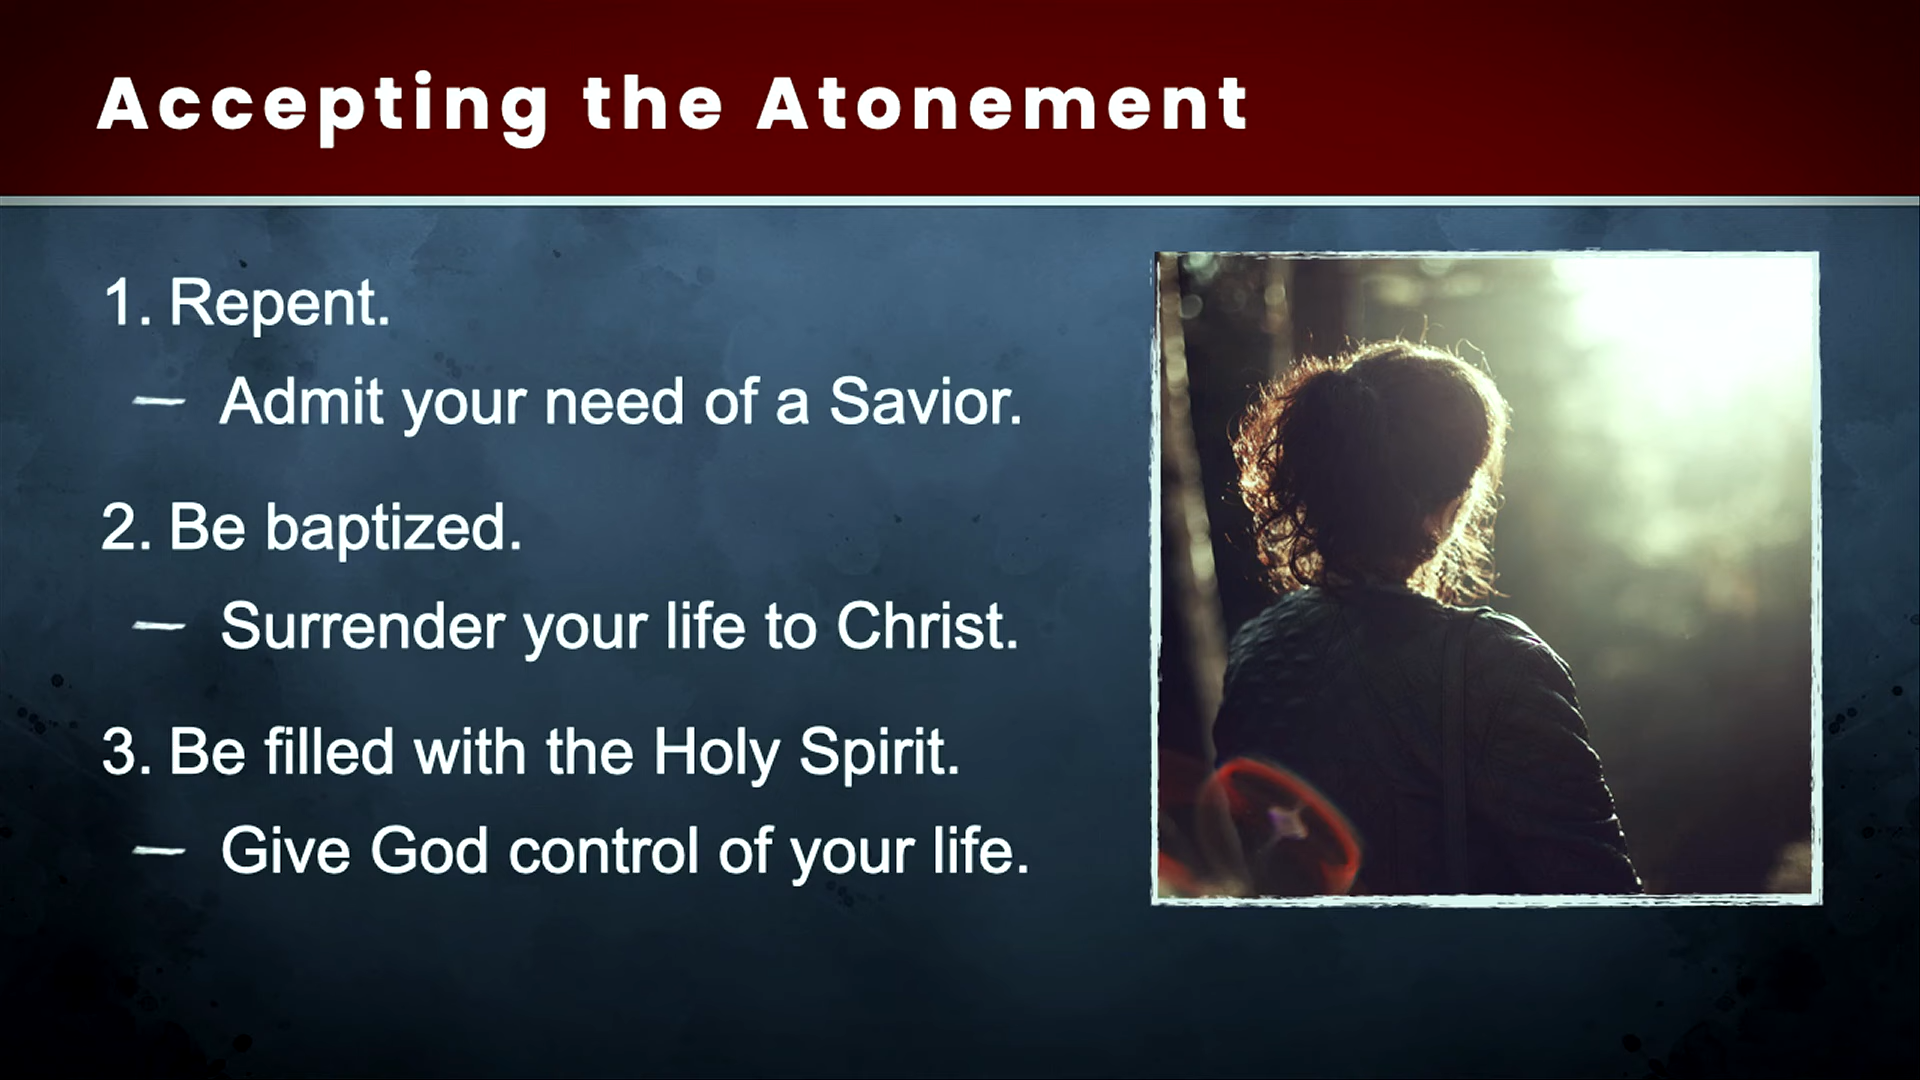 Accepting the Atonement
1. Repent.
— Admit your need of a Savior.
2. Be baptized.
— Surrender your life to Christ.
3. Be filled with the Holy Spirit.
— Give God control of your life.